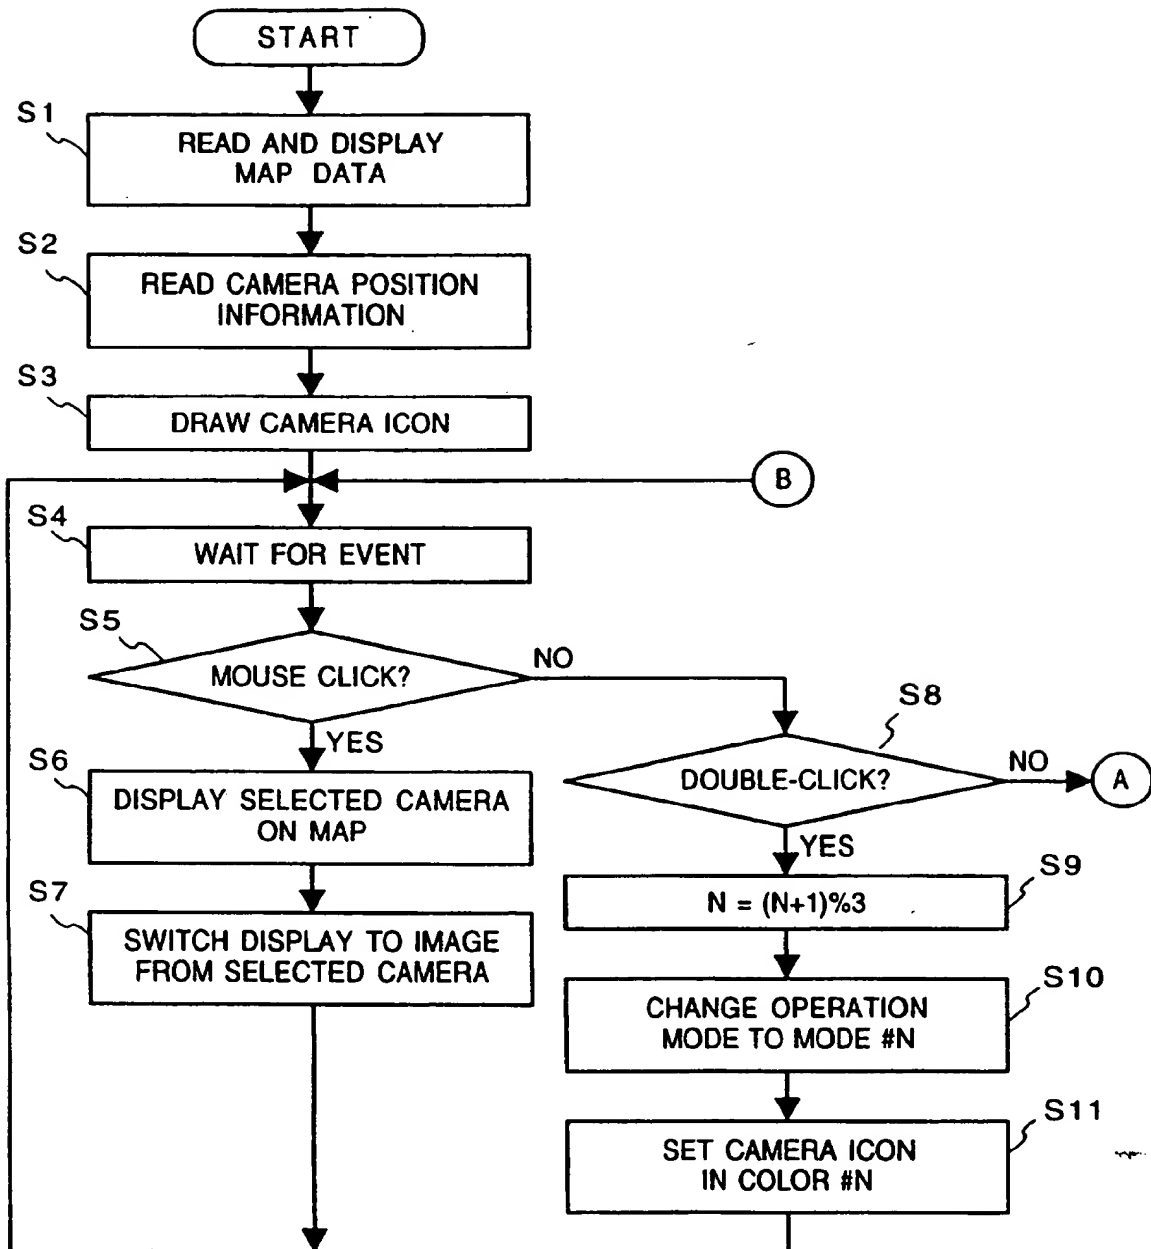 START
S1
READ AND DISPLAY
MAP DATA
S2
READ CAMERA POSITION
INFORMATION
S3
DRAW CAMERA ICON
B
S4
WAIT FOR EVENT
S5
MOUSE CLICK?
NO
YES
S6
DISPLAY SELECTED CAMERA
ON MAP
S7
SWITCH DISPLAY TO IMAGE
FROM SELECTED CAMERA
S8
DOUBLE-CLICK?
NO
A
YES
S9
N = (N+1)%3
S10
CHANGE OPERATION
MODE TO MODE #N
S11
SET CAMERA ICON
IN COLOR #N